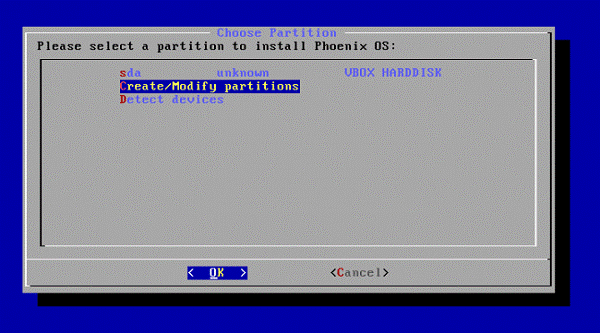 Choose Partition
Please select a partition to install Phoenix OS:
sda unknown VBOX HARDDISK
Create/Modify partitions
Detect devices
< OK > <Cancel>